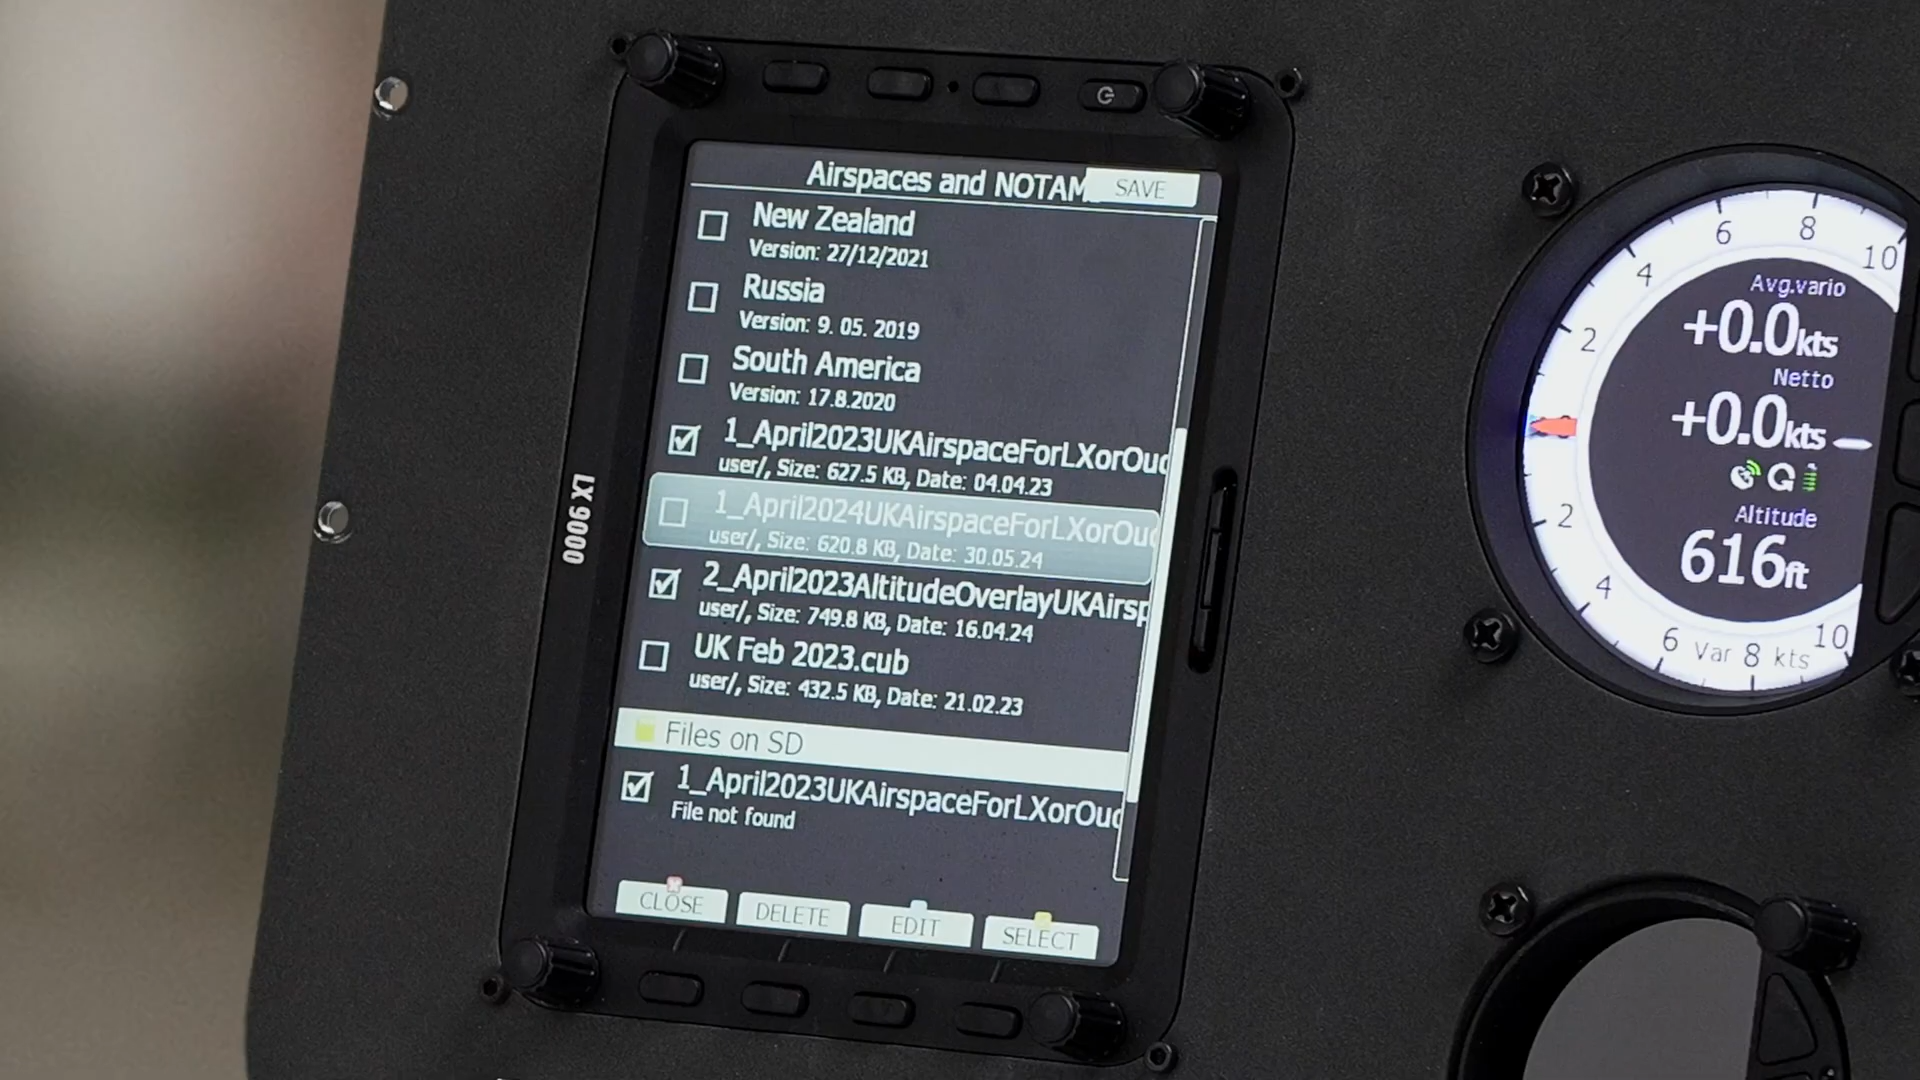 Airspaces and NOTAM
SAVE
New Zealand
Version: 27/12/2021
Russia
Version: 9. 05. 2019
South America
Version: 17.8.2020
1_April2023UKAirspaceForLXorOud
user/, Size: 627.5 KB, Date: 04.04.23
1_April2024UKAirspaceForLXorOud
user/, Size: 620.8 KB, Date: 30.05.24
2_April2023AltitudeOverlayUKAirsp
user/, Size: 749.8 KB, Date: 16.04.24
UK Feb 2023.cub
user/, Size: 432.5 KB, Date: 21.02.23
Files on SD
1_April2023UKAirspaceForLXorOud
File not found
CLOSE
DELETE
EDIT
SELECT
LX 9000
6 8 10
4
2
2
4
6 Var 8 kts 10
Avg.vario
+0.0kts
Netto
+0.0kts
Altitude
616ft